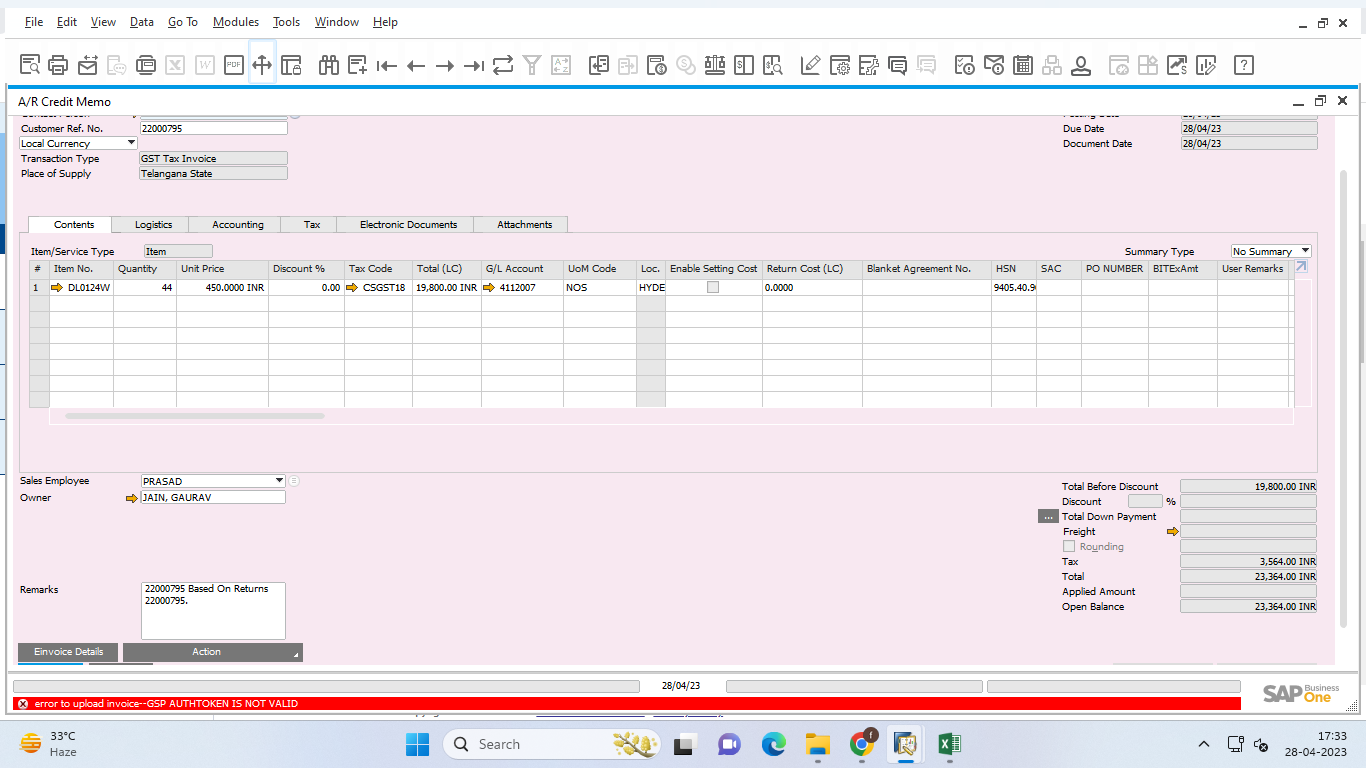 File Edit View Data Go To Modules Tools Window Help
A/R Credit Memo
Customer Ref. No. 22000795
Due Date 28/04/23
Local Currency
Document Date 28/04/23
Transaction Type GST Tax Invoice
Place of Supply Telangana State
Contents Logistics Accounting Tax Electronic Documents Attachments
Item/Service Type Item
Summary Type No Summary
# Item No. Quantity Unit Price Discount % Tax Code Total (LC) G/L Account UoM Code Loc. Enable Setting Cost Return Cost (LC) Blanket Agreement No. HSN SAC PO NUMBER BITExAmt User Remarks
1 DL0124W 44 450.0000 INR 0.00 CSGST18 19,800.00 INR 4112007 NOS HYDE 0.0000 9405.40.9
Sales Employee PRASAD
Owner JAIN, GAURAV
Total Before Discount 19,800.00 INR
Discount %
... Total Down Payment
Freight
Rounding
Tax 3,564.00 INR
Total 23,364.00 INR
Applied Amount
Open Balance 23,364.00 INR
Remarks
22000795 Based On Returns
22000795.
Einvoice Details Action
28/04/23
SAP Business One
error to upload invoice--GSP AUTHTOKEN IS NOT VALID
33°C
Haze
Search
17:33
28-04-2023